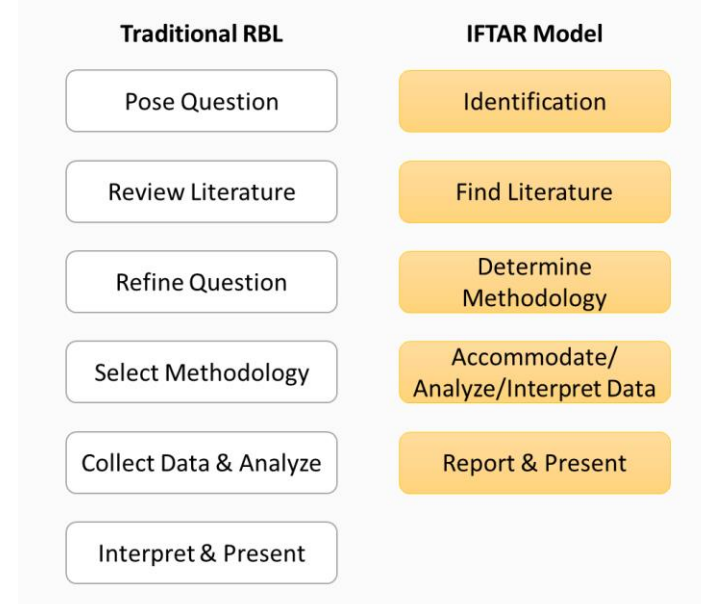 Traditional RBL
Pose Question
Review Literature
Refine Question
Select Methodology
Collect Data & Analyze
Interpret & Present
IFTAR Model
Identification
Find Literature
Determine
Methodology
Accommodate/
Analyze/Interpret Data
Report & Present